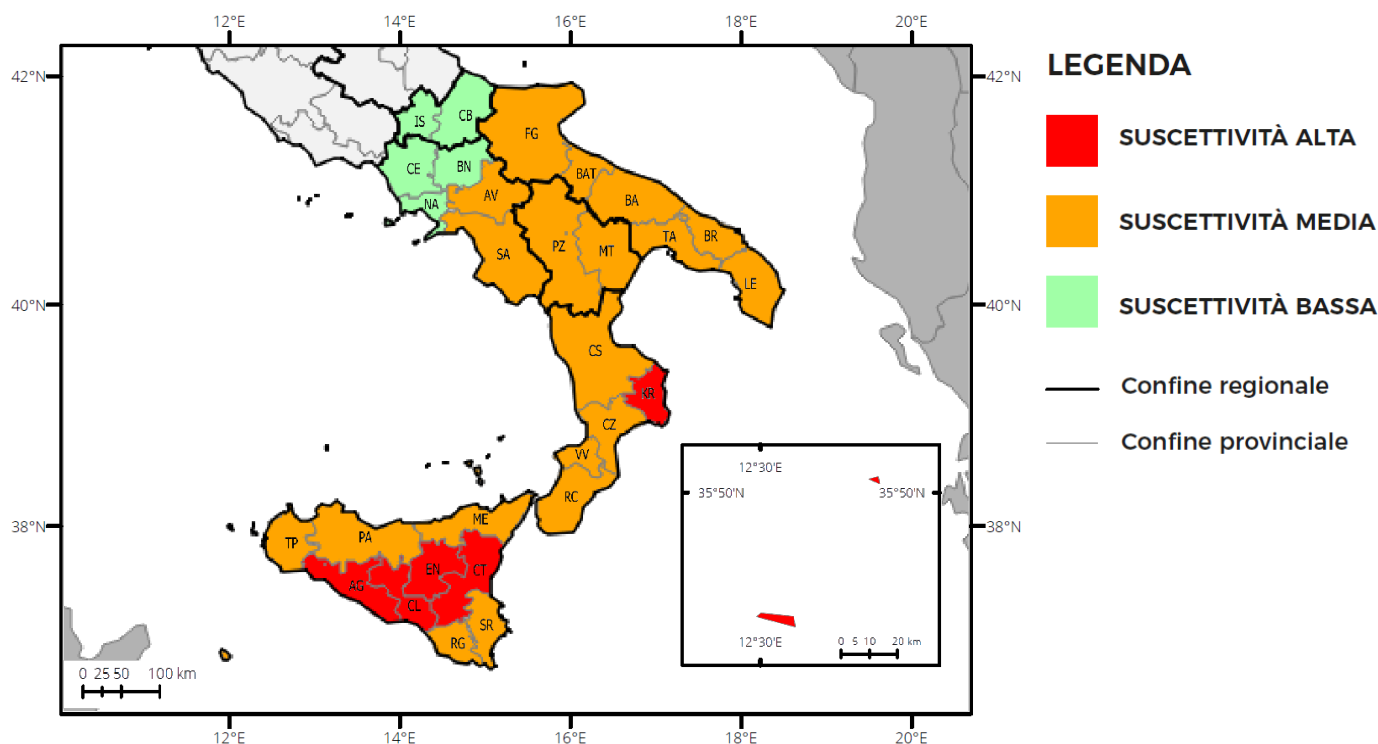 12°E 14°E 16°E 18°E 20°E
42°N 42°N
LEGENDA
SUSCETTIVITÀ ALTA
SUSCETTIVITÀ MEDIA
SUSCETTIVITÀ BASSA
Confine regionale
Confine provinciale
IS CB FG
CE BN BAT
NA AV BA
SA PZ MT TA BR
LE
40°N 40°N
CS
KR
CZ
VV
RC
12°30'E
35°50'N 35°50'N
12°30'E
0 5 10 20 km
38°N 38°N
TP PA ME
AG EN CT
CL
RG SR
0 25 50 100 km
12°E 14°E 16°E 18°E 20°E